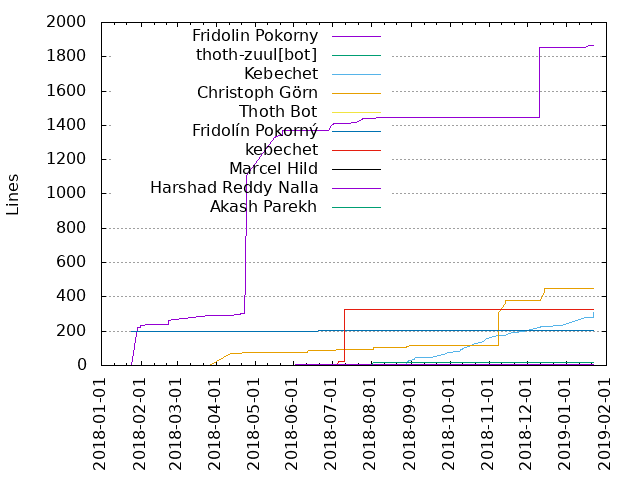 2000
1800
1600
1400
1200
1000
800
600
400
200
0
Lines
Fridolin Pokorny
thoth-zuul[bot]
Kebechet
Christoph Görn
Thoth Bot
Fridolín Pokorný
kebechet
Marcel Hild
Harshad Reddy Nalla
Akash Parekh
2018-01-01
2018-02-01
2018-03-01
2018-04-01
2018-05-01
2018-06-01
2018-07-01
2018-08-01
2018-09-01
2018-10-01
2018-11-01
2018-12-01
2019-01-01
2019-02-01